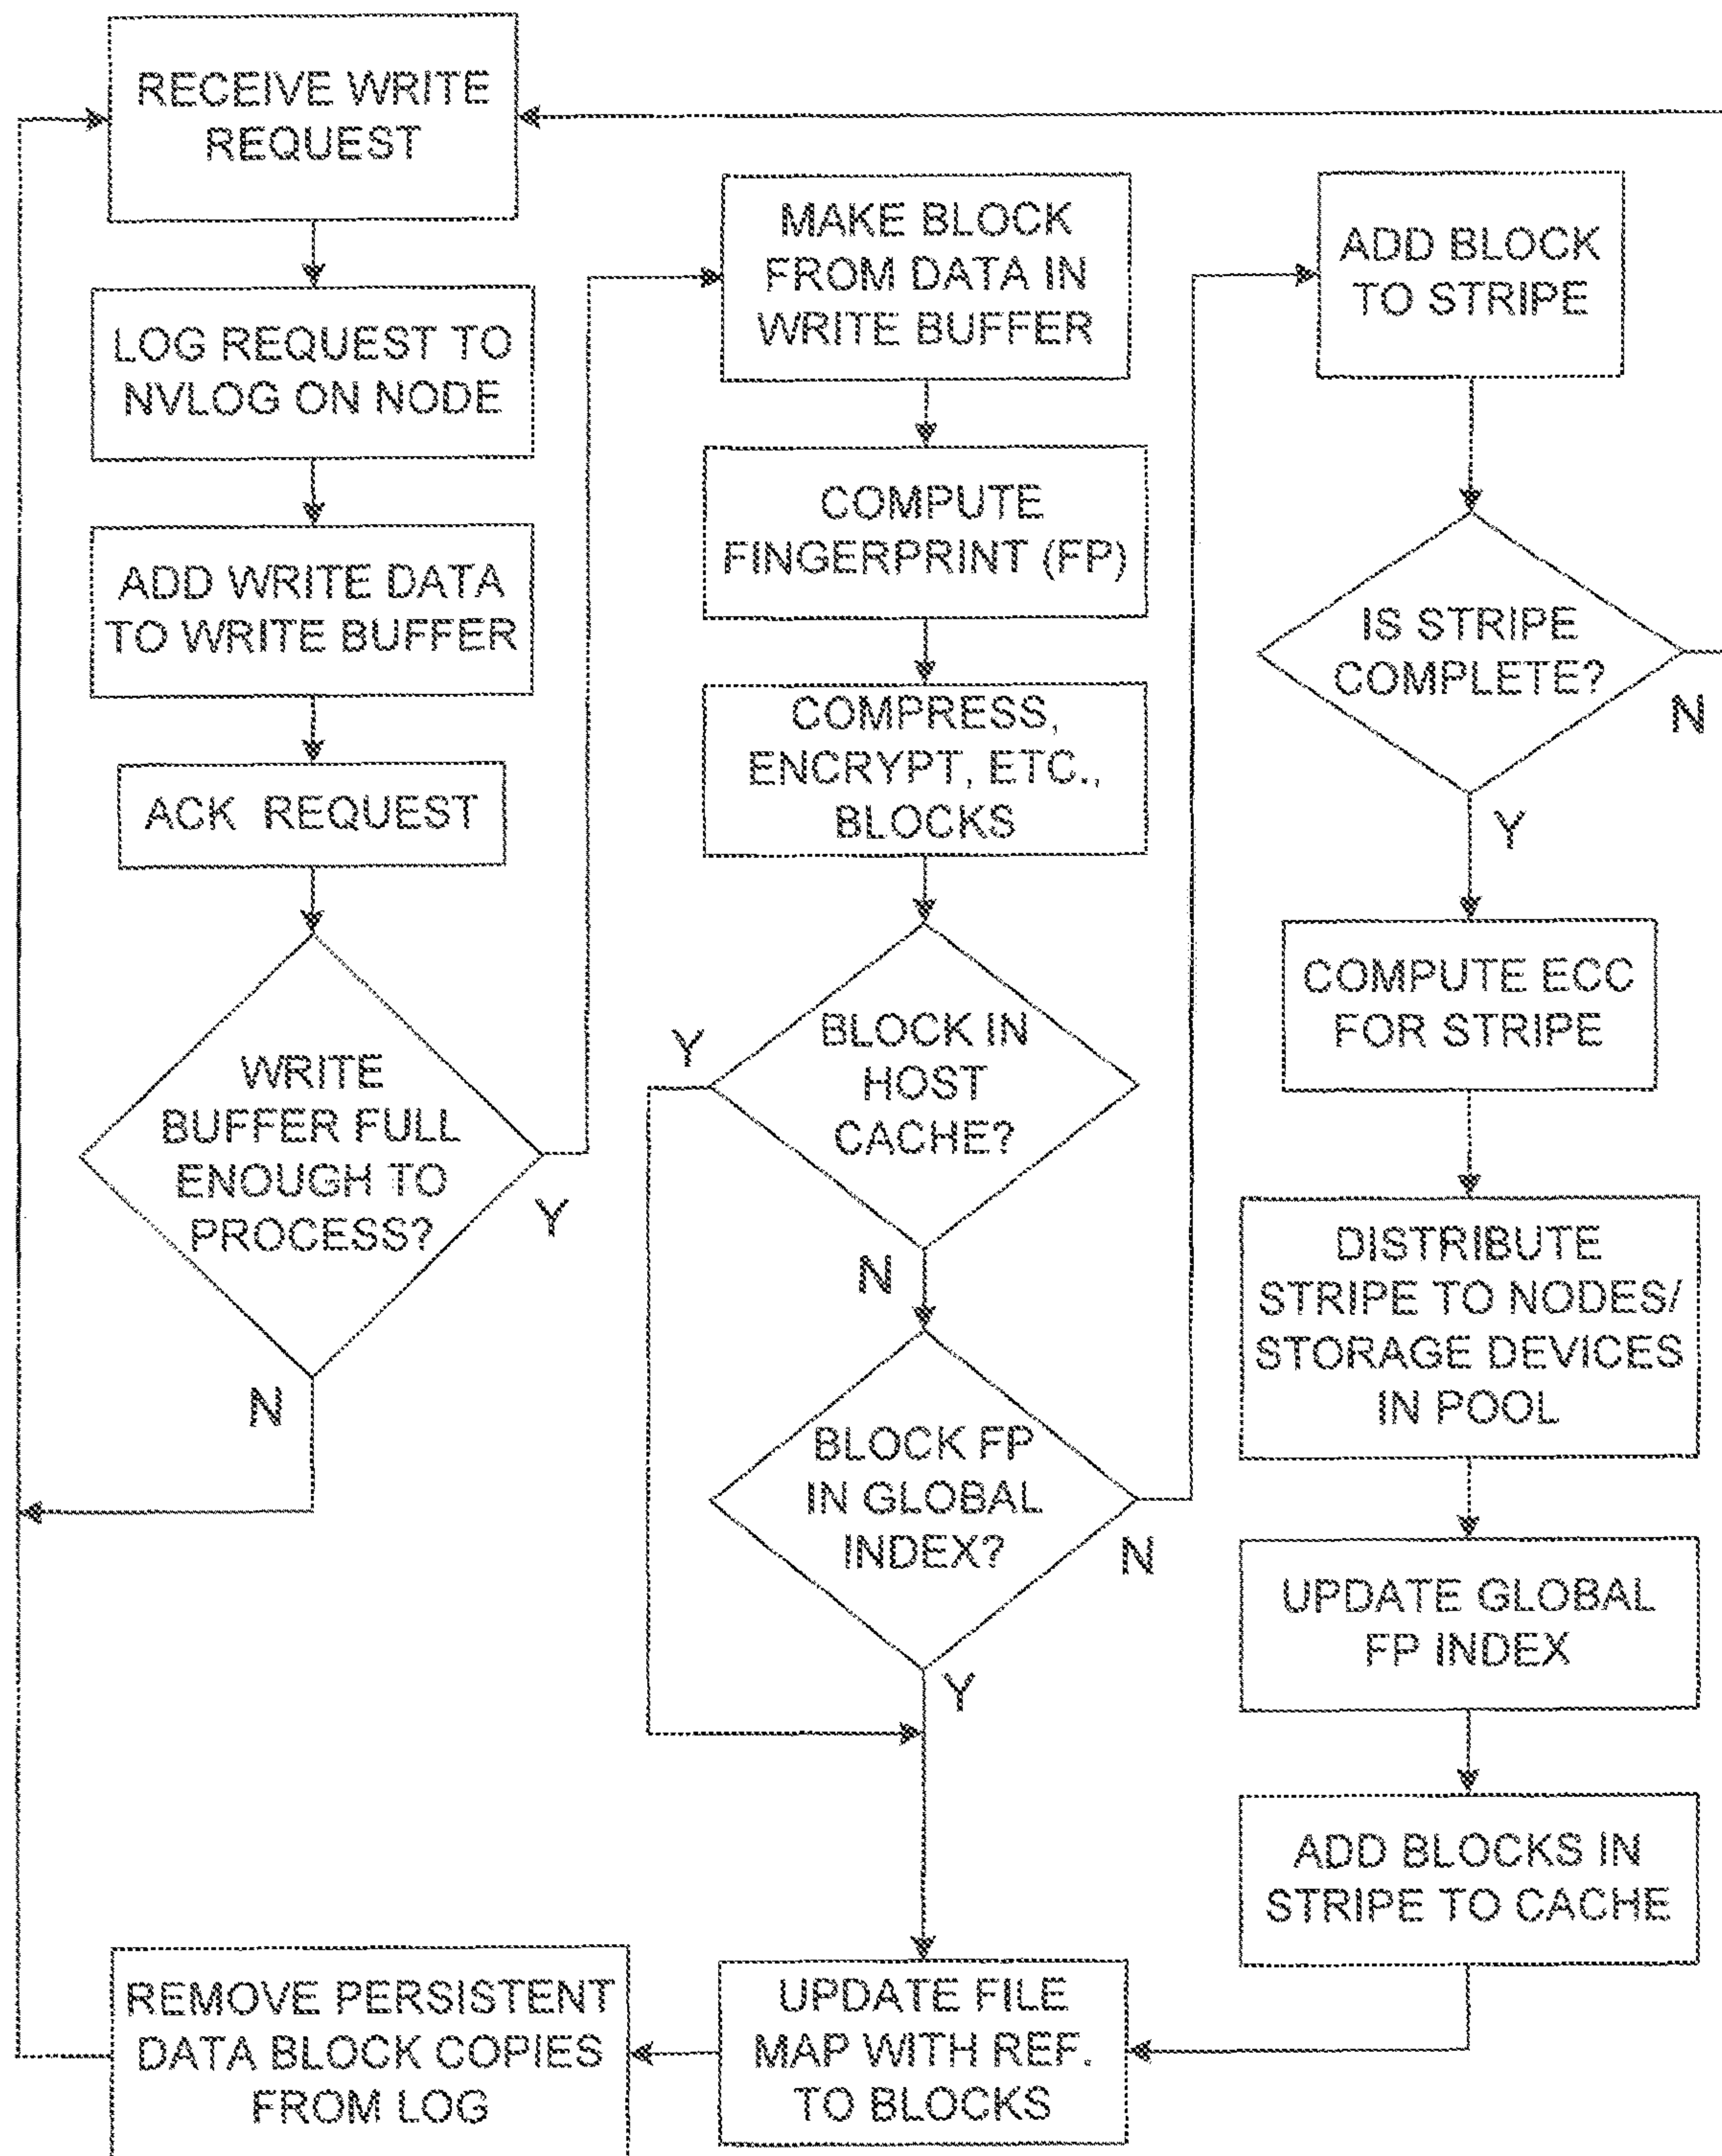 RECEIVE WRITE
REQUEST
LOG REQUEST TO
NVLOG ON NODE
ADD WRITE DATA
TO WRITE BUFFER
ACK REQUEST
WRITE
BUFFER FULL
ENOUGH TO
PROCESS?
Y
N
MAKE BLOCK
FROM DATA IN
WRITE BUFFER
COMPUTE
FINGERPRINT (FP)
COMPRESS,
ENCRYPT, ETC.,
BLOCKS
BLOCK IN
HOST
CACHE?
Y
N
BLOCK FP
IN GLOBAL
INDEX?
N
Y
ADD BLOCK
TO STRIPE
IS STRIPE
COMPLETE?
N
Y
COMPUTE ECC
FOR STRIPE
DISTRIBUTE
STRIPE TO NODES/
STORAGE DEVICES
IN POOL
UPDATE GLOBAL
FP INDEX
ADD BLOCKS IN
STRIPE TO CACHE
UPDATE FILE
MAP WITH REF.
TO BLOCKS
REMOVE PERSISTENT
DATA BLOCK COPIES
FROM LOG